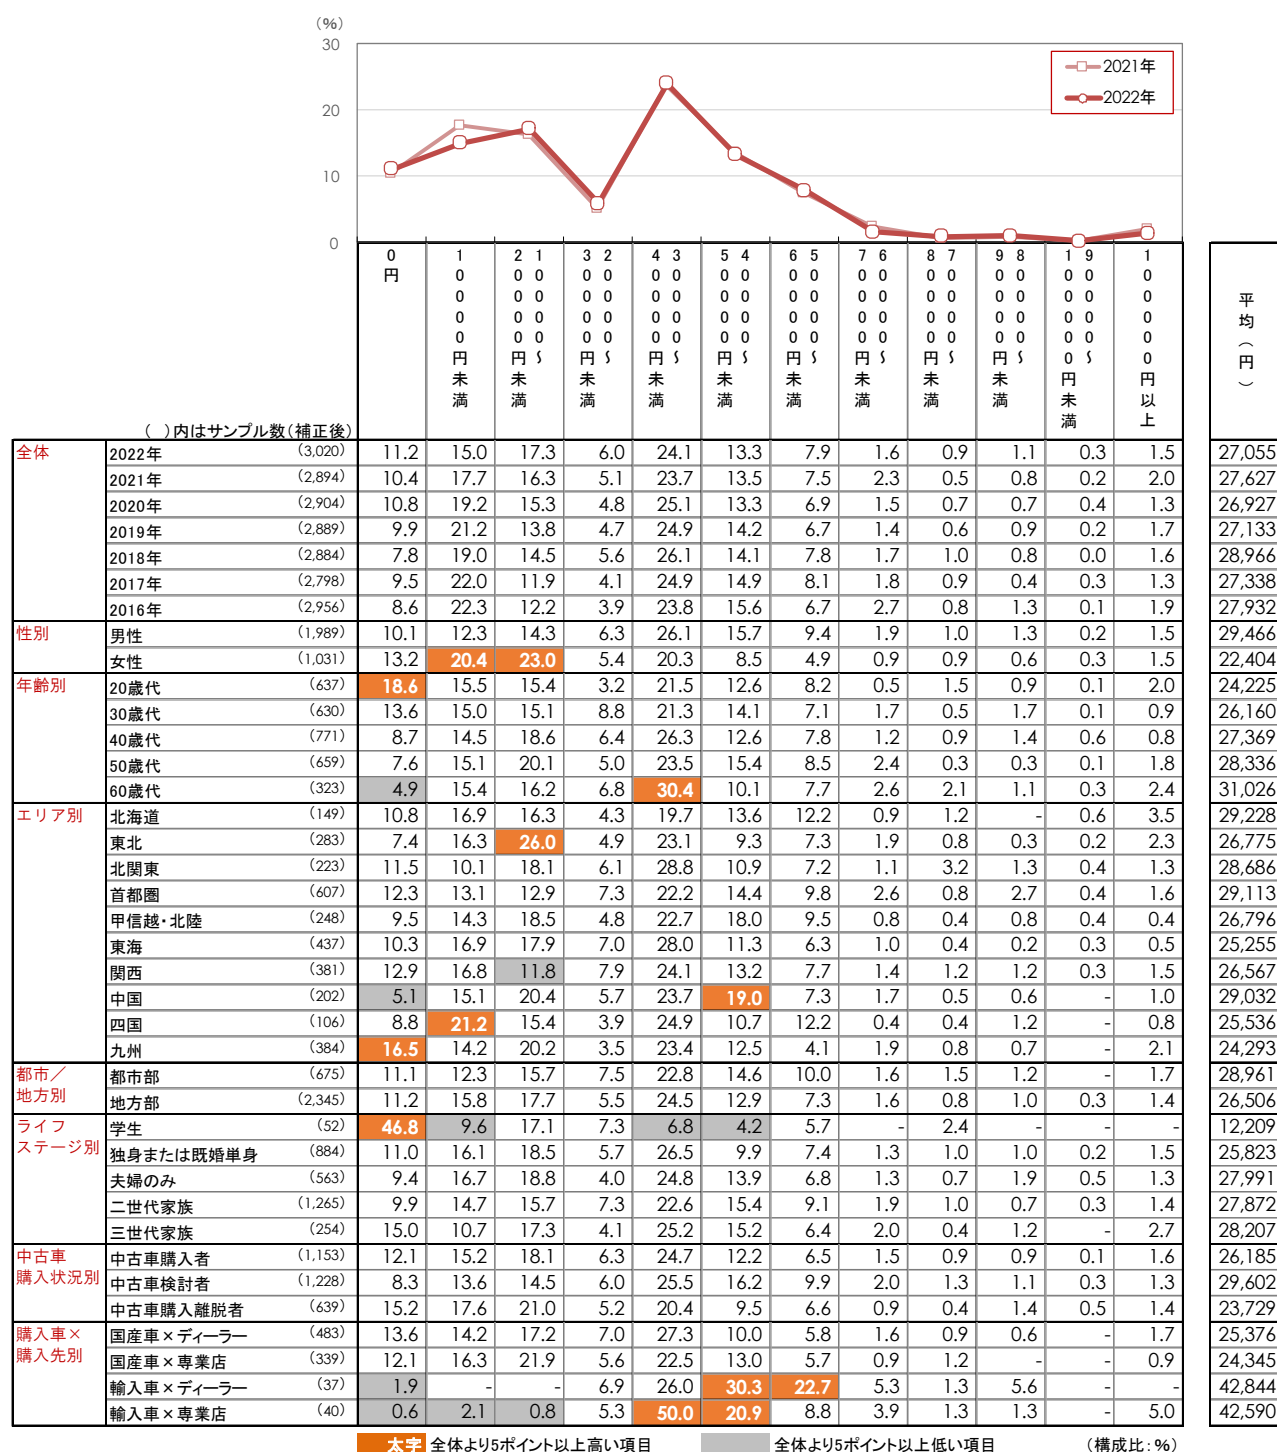 (%)
30
20
10
0
2021年
2022年
0円
10000円未満
10000~20000円未満
20000~30000円未満
30000~40000円未満
40000~50000円未満
50000~60000円未満
60000~70000円未満
70000~80000円未満
80000~90000円未満
90000~100000円未満
100000円以上
平均(円)
( )内はサンプル数(補正後)
全体 2022年 (3,020) 11.2 15.0 17.3 6.0 24.1 13.3 7.9 1.6 0.9 1.1 0.3 1.5 27,055
2021年 (2,894) 10.4 17.7 16.3 5.1 23.7 13.5 7.5 2.3 0.5 0.8 0.2 2.0 27,627
2020年 (2,904) 10.8 19.2 15.3 4.8 25.1 13.3 6.9 1.5 0.7 0.7 0.4 1.3 26,927
2019年 (2,889) 9.9 21.2 13.8 4.7 24.9 14.2 6.7 1.4 0.6 0.9 0.2 1.7 27,133
2018年 (2,884) 7.8 19.0 14.5 5.6 26.1 14.1 7.8 1.7 1.0 0.8 0.0 1.6 28,966
2017年 (2,798) 9.5 22.0 11.9 4.1 24.9 14.9 8.1 1.8 0.9 0.4 0.3 1.3 27,338
2016年 (2,956) 8.6 22.3 12.2 3.9 23.8 15.6 6.7 2.7 0.8 1.3 0.1 1.9 27,932
性別 男性 (1,989) 10.1 12.3 14.3 6.3 26.1 15.7 9.4 1.9 1.0 1.3 0.2 1.5 29,466
女性 (1,031) 13.2 20.4 23.0 5.4 20.3 8.5 4.9 0.9 0.9 0.6 0.3 1.5 22,404
年齢別 20歳代 (637) 18.6 15.5 15.4 3.2 21.5 12.6 8.2 0.5 1.5 0.9 0.1 2.0 24,225
30歳代 (630) 13.6 15.0 15.1 8.8 21.3 14.1 7.1 1.7 0.5 1.7 0.1 0.9 26,160
40歳代 (771) 8.7 14.5 18.6 6.4 26.3 12.6 7.8 1.2 0.9 1.4 0.6 0.8 27,369
50歳代 (659) 7.6 15.1 20.1 5.0 23.5 15.4 8.5 2.4 0.3 0.3 0.1 1.8 28,336
60歳代 (323) 4.9 15.4 16.2 6.8 30.4 10.1 7.7 2.6 2.1 1.1 0.3 2.4 31,026
エリア別 北海道 (149) 10.8 16.9 16.3 4.3 19.7 13.6 12.2 0.9 1.2 - 0.6 3.5 29,228
東北 (283) 7.4 16.3 26.0 4.9 23.1 9.3 7.3 1.9 0.8 0.3 0.2 2.3 26,775
北関東 (223) 11.5 10.1 18.1 6.1 28.8 10.9 7.2 1.1 3.2 1.3 0.4 1.3 28,686
首都圏 (607) 12.3 13.1 12.9 7.3 22.2 14.4 9.8 2.6 0.8 2.7 0.4 1.6 29,113
甲信越・北陸 (248) 9.5 14.3 18.5 4.8 22.7 18.0 9.5 0.8 0.4 0.8 0.4 0.4 26,796
東海 (437) 10.3 16.9 17.9 7.0 28.0 11.3 6.3 1.0 0.4 0.2 0.3 0.5 25,255
関西 (381) 12.9 16.8 11.8 7.9 24.1 13.2 7.7 1.4 1.2 1.2 0.3 1.5 26,567
中国 (202) 5.1 15.1 20.4 5.7 23.7 19.0 7.3 1.7 0.5 0.6 - 1.0 29,032
四国 (106) 8.8 21.2 15.4 3.9 24.9 10.7 12.2 0.4 0.4 1.2 - 0.8 25,536
九州 (384) 16.5 14.2 20.2 3.5 23.4 12.5 4.1 1.9 0.8 0.7 - 2.1 24,293
都市/地方別 都市部 (675) 11.1 12.3 15.7 7.5 22.8 14.6 10.0 1.6 1.5 1.2 - 1.7 28,961
地方部 (2,345) 11.2 15.8 17.7 5.5 24.5 12.9 7.3 1.6 0.8 1.0 0.3 1.4 26,506
ライフステージ別 学生 (52) 46.8 9.6 17.1 7.3 6.8 4.2 5.7 - 2.4 - - - 12,209
独身または既婚単身 (884) 11.0 16.1 18.5 5.7 26.5 9.9 7.4 1.3 1.0 1.0 0.2 1.5 25,823
夫婦のみ (563) 9.4 16.7 18.8 4.0 24.8 13.9 6.8 1.3 0.7 1.9 0.5 1.3 27,991
二世代家族 (1,265) 9.9 14.7 15.7 7.3 22.6 15.4 9.1 1.9 1.0 0.7 0.3 1.4 27,872
三世代家族 (254) 15.0 10.7 17.3 4.1 25.2 15.2 6.4 2.0 0.4 1.2 - 2.7 28,207
中古車購入状況別 中古車購入者 (1,153) 12.1 15.2 18.1 6.3 24.7 12.2 6.5 1.5 0.9 0.9 0.1 1.6 26,185
中古車検討者 (1,228) 8.3 13.6 14.5 6.0 25.5 16.2 9.9 2.0 1.3 1.1 0.3 1.3 29,602
中古車購入離脱者 (639) 15.2 17.6 21.0 5.2 20.4 9.5 6.6 0.9 0.4 1.4 0.5 1.4 23,729
購入車×購入先別 国産車×ディーラー (483) 13.6 14.2 17.2 7.0 27.3 10.0 5.8 1.6 0.9 0.6 - 1.7 25,376
国産車×専業店 (339) 12.1 16.3 21.9 5.6 22.5 13.0 5.7 0.9 1.2 - - 0.9 24,345
輸入車×ディーラー (37) 1.9 - - 6.9 26.0 30.3 22.7 5.3 1.3 5.6 - - 42,844
輸入車×専業店 (40) 0.6 2.1 0.8 5.3 50.0 20.9 8.8 3.9 1.3 1.3 - 5.0 42,590
太字 全体より5ポイント以上高い項目 全体より5ポイント以上低い項目 (構成比:%)